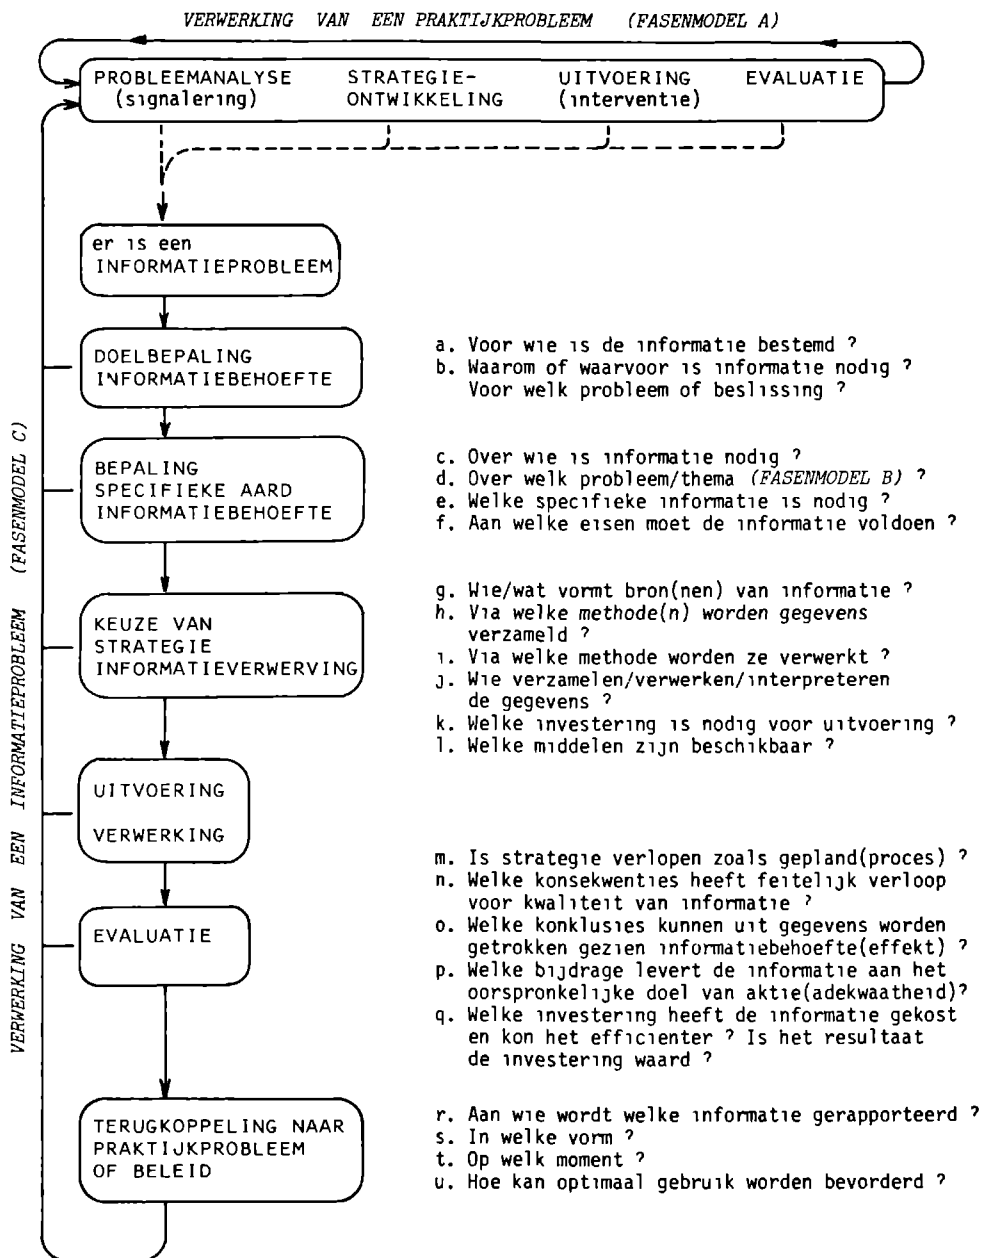 VERWERKING VAN EEN PRAKTIJKPROBLEEM (FASENMODEL A)
PROBLEEMANALYSE STRATEGIE- UITVOERING EVALUATIE
(signalering) ONTWIKKELING (interventie)
er is een
INFORMATIEPROBLEEM
DOELBEPALING
INFORMATIEBEHOEFTE
a. Voor wie is de informatie bestemd ?
b. Waarom of waarvoor is informatie nodig ?
Voor welk probleem of beslissing ?
BEPALING
SPECIFIEKE AARD
INFORMATIEBEHOEFTE
c. Over wie is informatie nodig ?
d. Over welk probleem/thema (FASENMODEL B) ?
e. Welke specifieke informatie is nodig ?
f. Aan welke eisen moet de informatie voldoen ?
KEUZE VAN
STRATEGIE
INFORMATIEVERWERVING
g. Wie/wat vormt bron(nen) van informatie ?
h. Via welke methode(n) worden gegevens
verzameld ?
i. Via welke methode worden ze verwerkt ?
j. Wie verzamelen/verwerken/interpreteren
de gegevens ?
k. Welke investering is nodig voor uitvoering ?
l. Welke middelen zijn beschikbaar ?
UITVOERING
VERWERKING
EVALUATIE
m. Is strategie verlopen zoals gepland(proces) ?
n. Welke konsekwenties heeft feitelijk verloop
voor kwaliteit van informatie ?
o. Welke konklusies kunnen uit gegevens worden
getrokken gezien informatiebehoefte(effekt) ?
p. Welke bijdrage levert de informatie aan het
oorspronkelijke doel van aktie(adekwaatheid)?
q. Welke investering heeft de informatie gekost
en kon het efficienter ? Is het resultaat
de investering waard ?
TERUGKOPPELING NAAR
PRAKTIJKPROBLEEM
OF BELEID
r. Aan wie wordt welke informatie gerapporteerd ?
s. In welke vorm ?
t. Op welk moment ?
u. Hoe kan optimaal gebruik worden bevorderd ?
VERWERKING VAN EEN INFORMATIEPROBLEEM (FASENMODEL C)